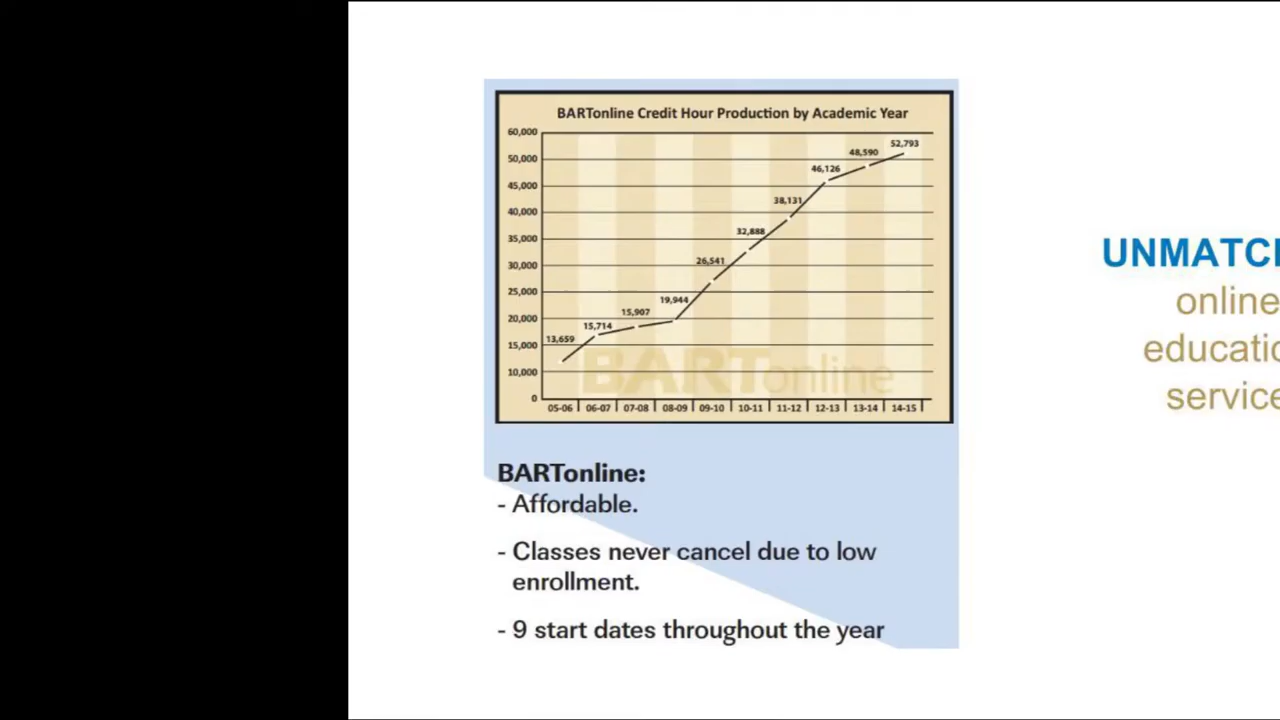 BARTonline Credit Hour Production by Academic Year
60,000
50,000
45,000
40,000
35,000
30,000
25,000
20,000
15,000
10,000
0
13,659
15,714
15,907
19,944
26,541
32,888
38,131
46,126
48,590
52,793
BARTonline
05-06 06-07 07-08 08-09 09-10 10-11 11-12 12-13 13-14 14-15
BARTonline:
- Affordable.
- Classes never cancel due to low
enrollment.
- 9 start dates throughout the year
online